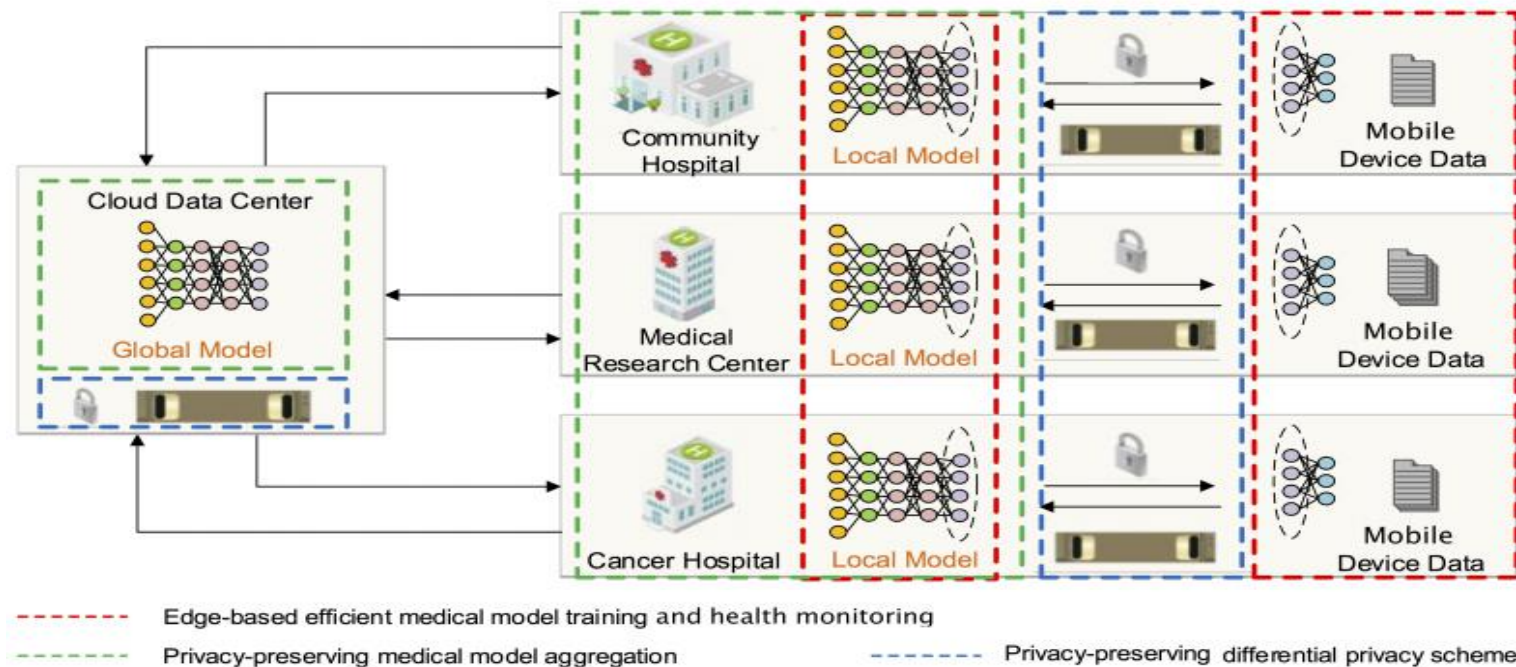 Community
Hospital
Local Model
Mobile
Device Data
Cloud Data Center
Global Model
Medical
Research Center
Local Model
Mobile
Device Data
Cancer Hospital
Local Model
Mobile
Device Data
Edge-based efficient medical model training and health monitoring
Privacy-preserving medical model aggregation
Privacy-preserving differential privacy scheme